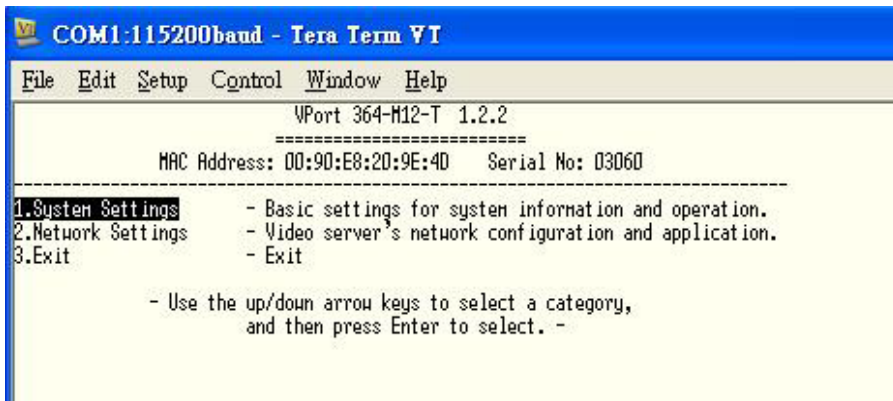 COM1:115200baud - Tera Term VT
File Edit Setup Control Window Help
VPort 364-M12-T 1.2.2
==========================
MAC Address: 00:90:E8:20:9E:4D Serial No: 03060
------------------------------------------------------------------------------
1.System Settings - Basic settings for system information and operation.
2.Network Settings - Video server's network configuration and application.
3.Exit - Exit
- Use the up/down arrow keys to select a category,
and then press Enter to select. -